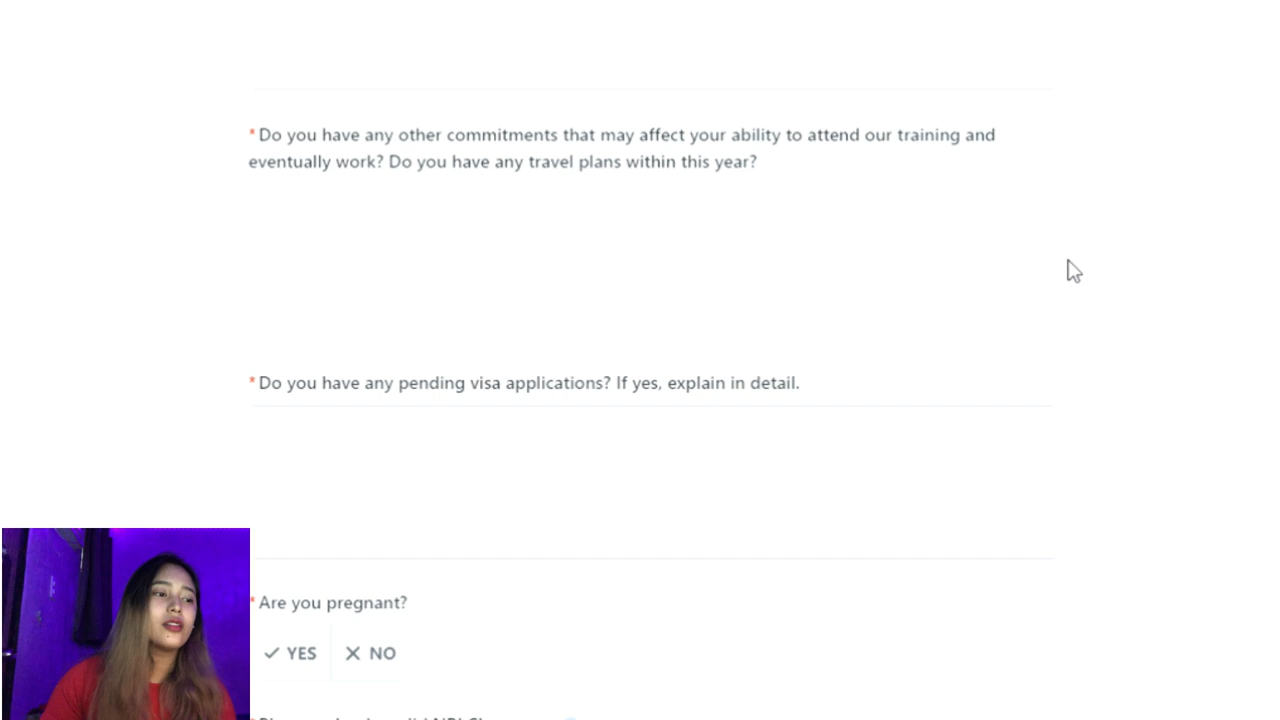 * Do you have any other commitments that may affect your ability to attend our training and
eventually work? Do you have any travel plans within this year?
* Do you have any pending visa applications? If yes, explain in detail.
* Are you pregnant?
YES NO